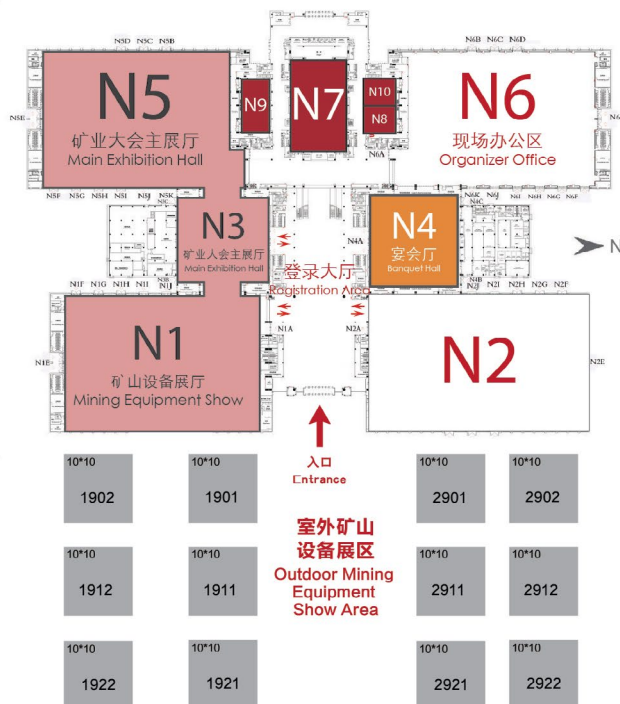 N5D N5C N5B
N6B N6C N6D
N5
矿业大会主展厅
Main Exhibition Hall
N5E
N9
N7
N10
N8
N6A
N6
现场办公区
Organizer Office
N5F N5G N5H N5I N5J N5K
N3C
N6K N6J N6I N6H N6G N6F
N4C
N3
矿业人会主展厅
Main Exhibition Hall
N4A
N4
宴会厅
Banquet Hall
N
登录大厅
Registration Area
N3B
N4B
N1F N1G N1H N1I N1J
N2J N2I N2H N2G N2F
N1A
N2A
N1E
N1
矿山设备展厅
Mining Equipment Show
N2
N2E
入口
Entrance
10*10
1902
10*10
1901
10*10
2901
10*10
2902
室外矿山
设备展区
Outdoor Mining
Equipment
Show Area
10*10
1912
10*10
1911
10*10
2911
10*10
2912
10*10
1922
10*10
1921
10*10
2921
10*10
2922